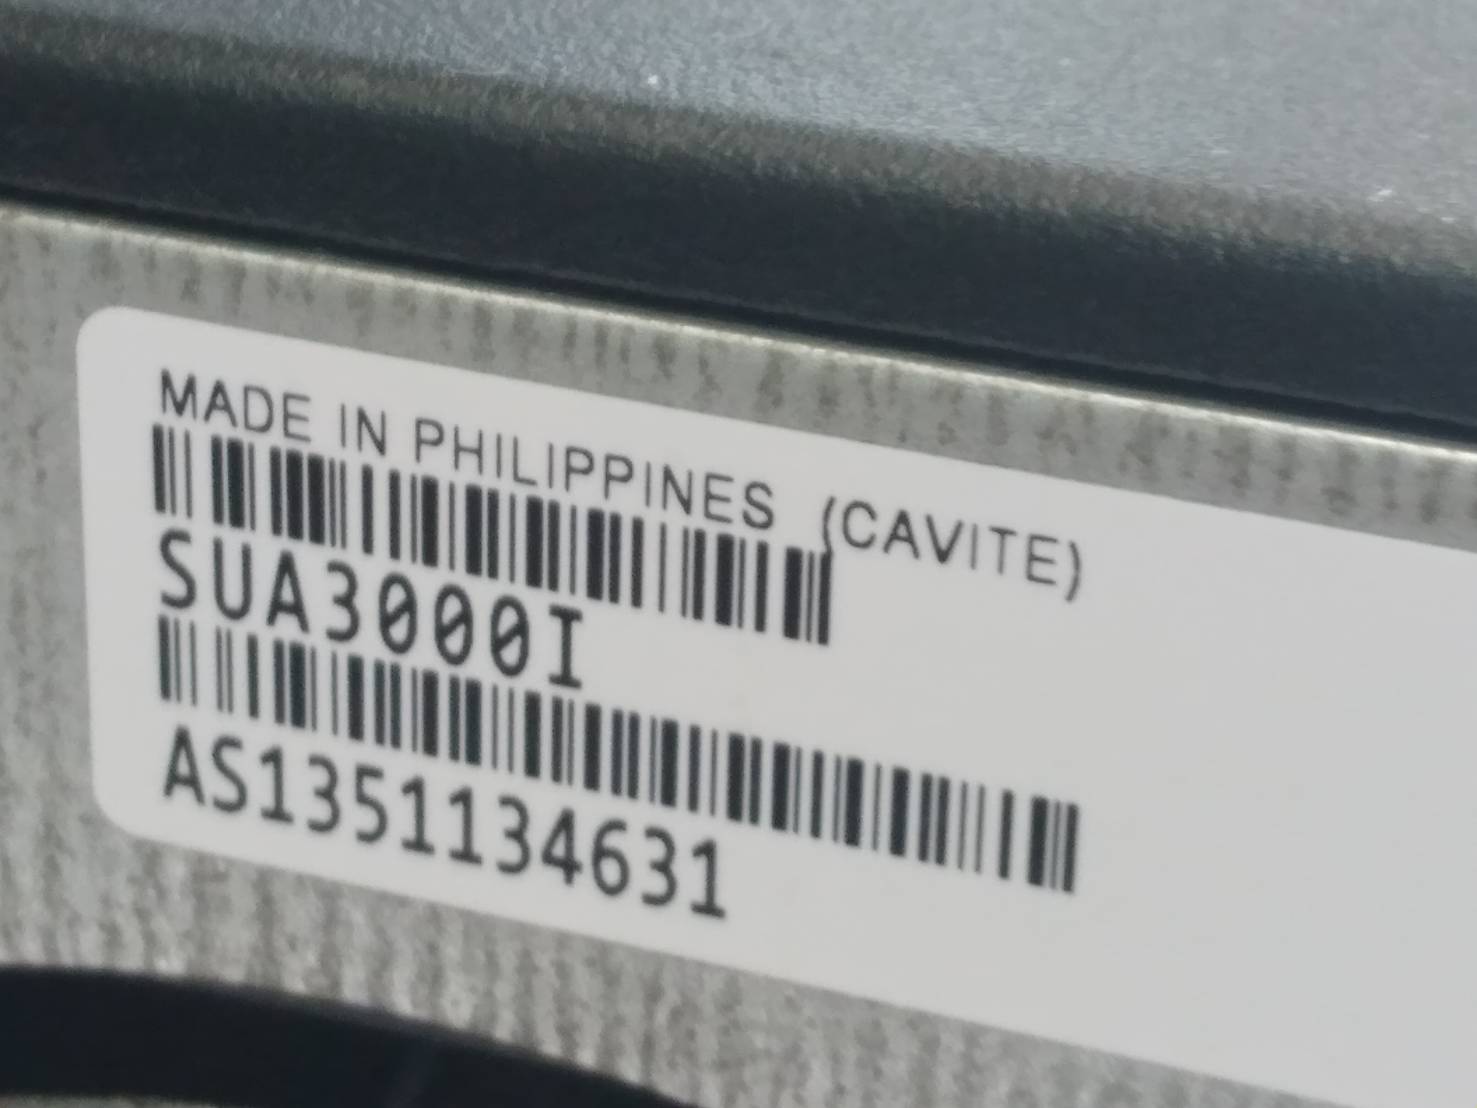 MADE IN PHILIPPINES (CAVITE)
SUA3000I
AS1351134631